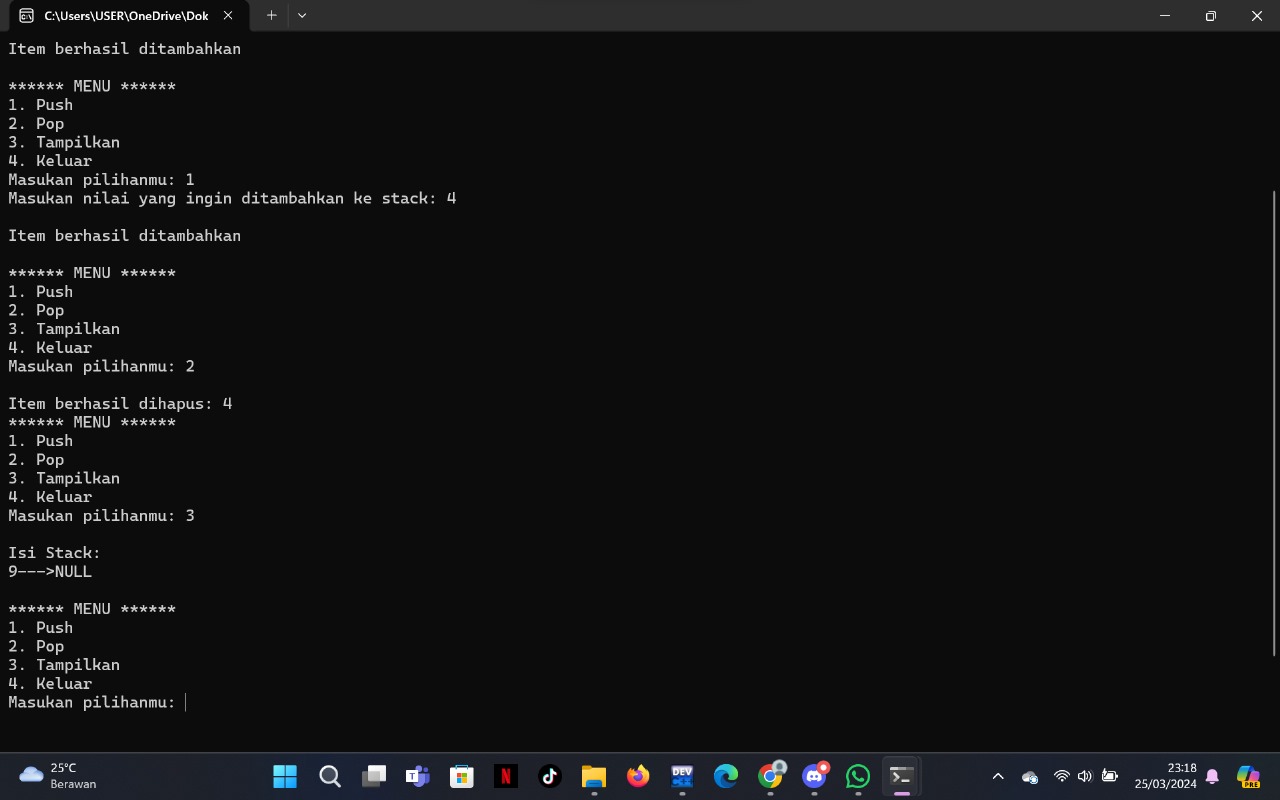 C:\Users\USER\OneDrive\Dok
Item berhasil ditambahkan
****** MENU ******
1. Push
2. Pop
3. Tampilkan
4. Keluar
Masukan pilihanmu: 1
Masukan nilai yang ingin ditambahkan ke stack: 4
Item berhasil ditambahkan
****** MENU ******
1. Push
2. Pop
3. Tampilkan
4. Keluar
Masukan pilihanmu: 2
Item berhasil dihapus: 4
****** MENU ******
1. Push
2. Pop
3. Tampilkan
4. Keluar
Masukan pilihanmu: 3
Isi Stack:
9--->NULL
****** MENU ******
1. Push
2. Pop
3. Tampilkan
4. Keluar
Masukan pilihanmu:
25°C
Berawan
DEV
PRE
23:18
25/03/2024